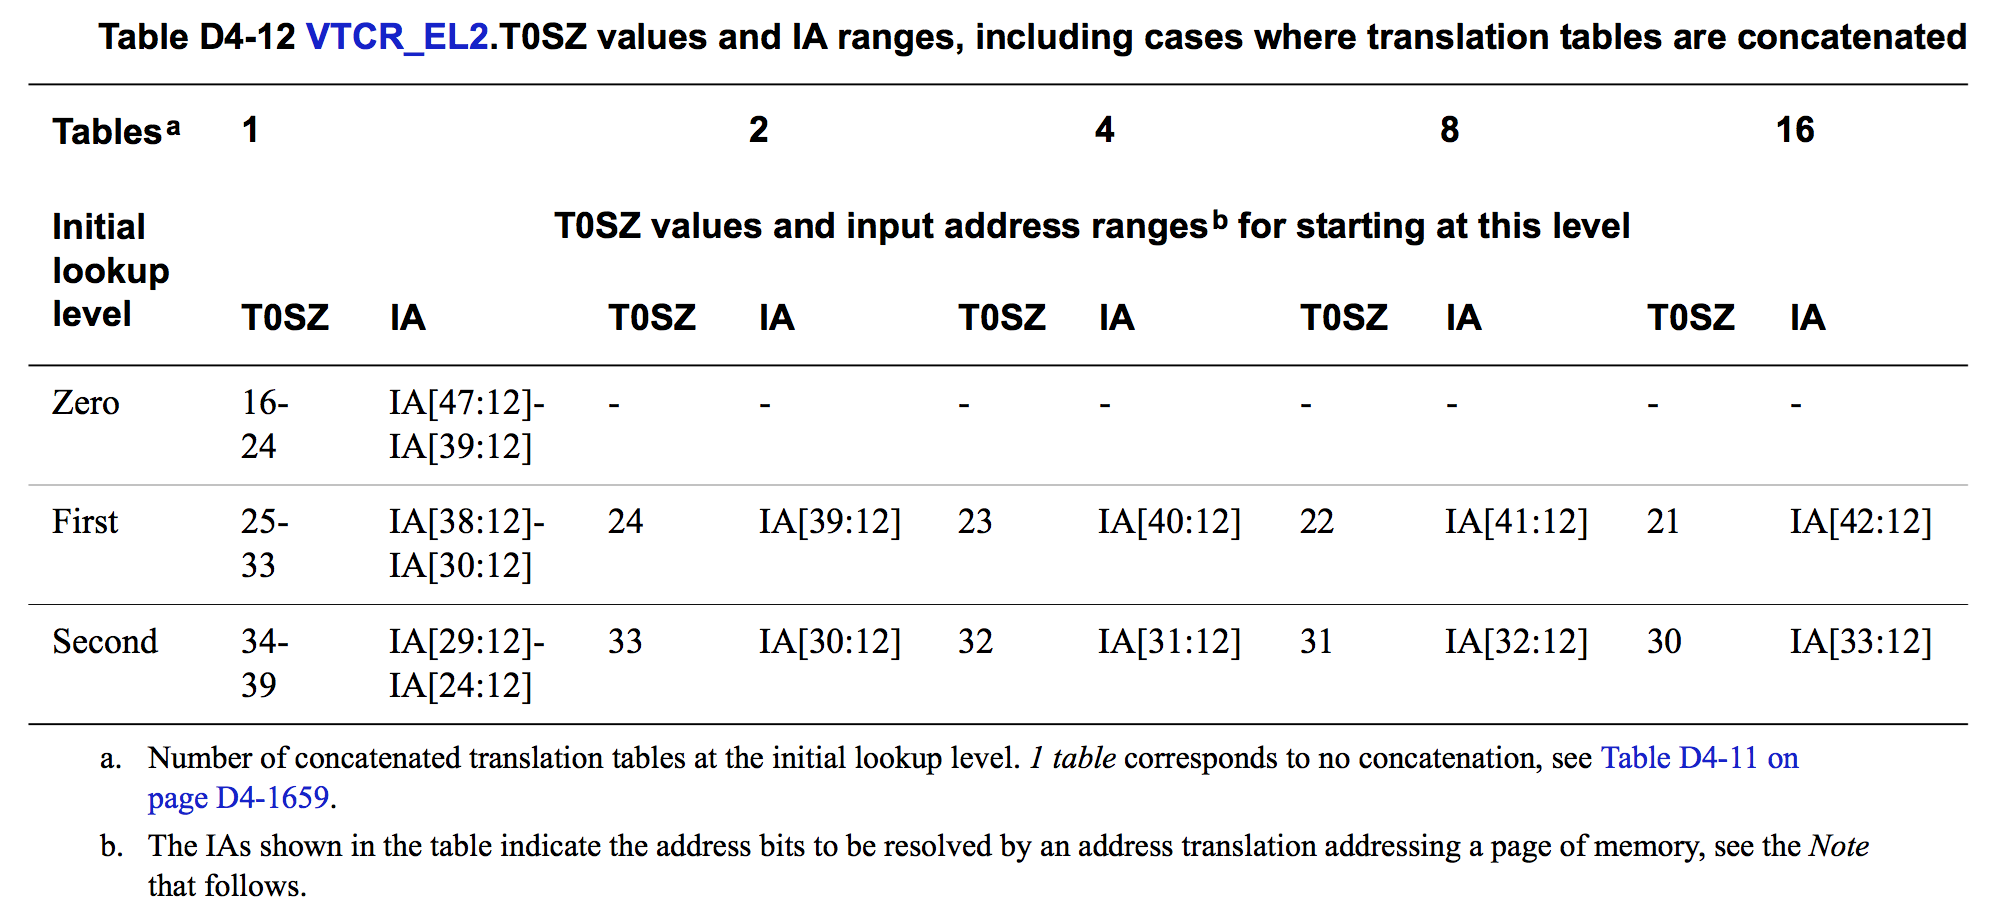 Table D4-12 VTCR_EL2.T0SZ values and IA ranges, including cases where translation tables are concatenated
Tables a 1 2 4 8 16
Initial lookup level
T0SZ values and input address ranges b for starting at this level
T0SZ IA T0SZ IA T0SZ IA T0SZ IA T0SZ IA
Zero 16- IA[47:12]- - - - - - - - -
24 IA[39:12]
First 25- IA[38:12]- 24 IA[39:12] 23 IA[40:12] 22 IA[41:12] 21 IA[42:12]
33 IA[30:12]
Second 34- IA[29:12]- 33 IA[30:12] 32 IA[31:12] 31 IA[32:12] 30 IA[33:12]
39 IA[24:12]
a. Number of concatenated translation tables at the initial lookup level. 1 table corresponds to no concatenation, see Table D4-11 on
page D4-1659.
b. The IAs shown in the table indicate the address bits to be resolved by an address translation addressing a page of memory, see the Note
that follows.